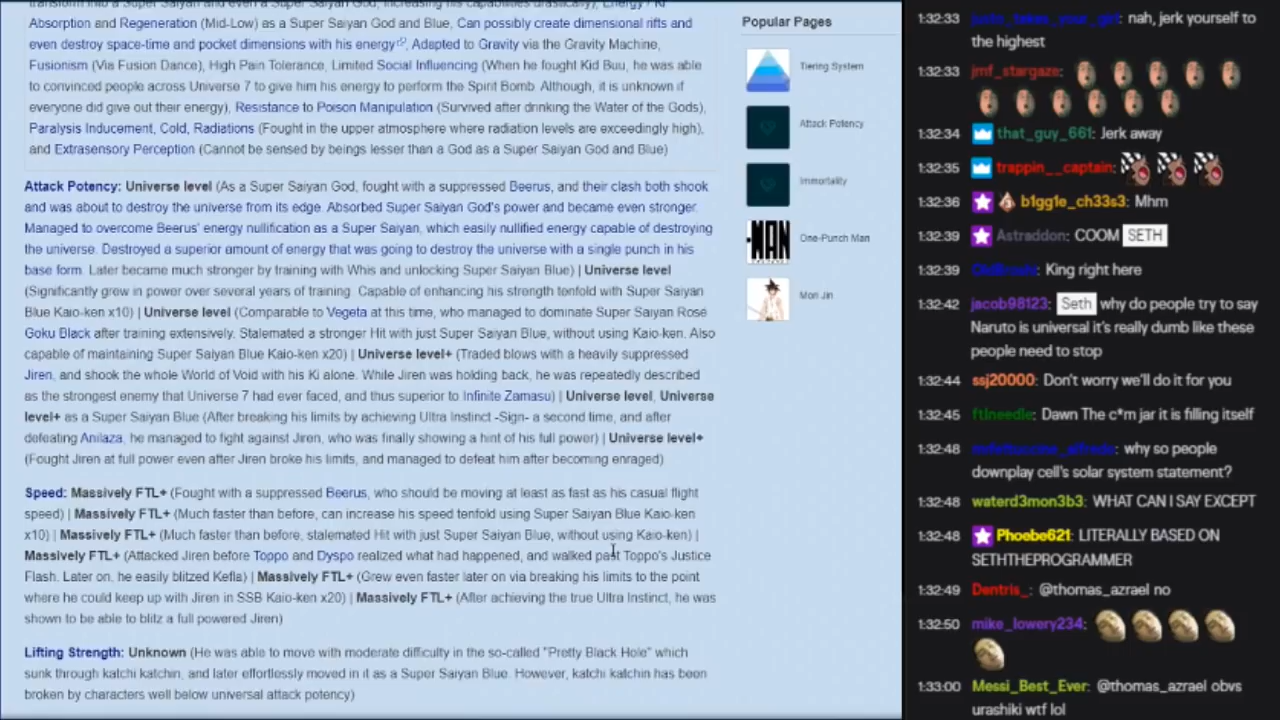 transform into a Super Saiyan and even a Super Saiyan God, increasing his capabilities drastically), Energy / Ki
Absorption and Regeneration (Mid-Low) as a Super Saiyan God and Blue, Can possibly create dimensional rifts and
even destroy space-time and pocket dimensions with his energy, Adapted to Gravity via the Gravity Machine,
Fusionism (Via Fusion Dance), High Pain Tolerance, Limited Social Influencing (When he fought Kid Buu, he was able
to convinced people across Universe 7 to give him his energy to perform the Spirit Bomb. Although, it is unknown if
everyone did give out their energy), Resistance to Poison Manipulation (Survived after drinking the Water of the Gods),
Paralysis Inducement, Cold, Radiations (Fought in the upper atmosphere where radiation levels are exceedingly high),
and Extrasensory Perception (Cannot be sensed by beings lesser than a God as a Super Saiyan God and Blue)
Attack Potency: Universe level (As a Super Saiyan God, fought with a suppressed Beerus, and their clash both shook
and was about to destroy the universe from its edge. Absorbed Super Saiyan God's power and became even stronger.
Managed to overcome Beerus' energy nullification as a Super Saiyan, which easily nullified energy capable of destroying
the universe. Destroyed a superior amount of energy that was going to destroy the universe with a single punch in his
base form. Later became much stronger by training with Whis and unlocking Super Saiyan Blue) | Universe level
(Significantly grew in power over several years of training. Capable of enhancing his strength tenfold with Super Saiyan
Blue Kaio-ken x10) | Universe level (Comparable to Vegeta at this time, who managed to dominate Super Saiyan Rosé
Goku Black after training extensively. Stalemated a stronger Hit with just Super Saiyan Blue, without using Kaio-ken. Also
capable of maintaining Super Saiyan Blue Kaio-ken x20) | Universe level+ (Traded blows with a heavily suppressed
Jiren, and shook the whole World of Void with his Ki alone. While Jiren was holding back, he was repeatedly described
as the strongest enemy that Universe 7 had ever faced, and thus superior to Infinite Zamasu) | Universe level, Universe
level+ as a Super Saiyan Blue (After breaking his limits by achieving Ultra Instinct -Sign- a second time, and after
defeating Anilaza, he managed to fight against Jiren, who was finally showing a hint of his full power) | Universe level+
(Fought Jiren at full power even after Jiren broke his limits, and managed to defeat him after becoming enraged)
Speed: Massively FTL+ (Fought with a suppressed Beerus, who should be moving at least as fast as his casual flight
speed) | Massively FTL+ (Much faster than before, can increase his speed tenfold using Super Saiyan Blue Kaio-ken
x10) | Massively FTL+ (Much faster than before, stalemated Hit with just Super Saiyan Blue, without using Kaio-ken) |
Massively FTL+ (Attacked Jiren before Toppo and Dyspo realized what had happened, and walked past Toppo's Justice
Flash. Later on, he easily blitzed Kefla) | Massively FTL+ (Grew even faster later on via breaking his limits to the point
where he could keep up with Jiren in SSB Kaio-ken x20) | Massively FTL+ (After achieving the true Ultra Instinct, he was
shown to be able to blitz a full powered Jiren)
Lifting Strength: Unknown (He was able to move with moderate difficulty in the so-called "Pretty Black Hole" which
sunk through katchi katchin, and later effortlessly moved in it as a Super Saiyan Blue. However, katchi katchin has been
broken by characters well below universal attack potency)
Popular Pages
Tiering System
Attack Potency
Immortality
MAN
One-Punch Man
Mori Jin
1:32:33 nah, jerk yourself to
the highest
1:32:33 jmf_stargaze:
1:32:34 that_guy_661: Jerk away
1:32:35 trappin__captain:
1:32:36 b1gg1e_ch33s3: Mhm
1:32:39 Astraddon: COOM SETH
1:32:39 King right here
1:32:42 jacob98123: Seth why do people try to say
Naruto is universal it's really dumb like these
people need to stop
1:32:44 ssj20000: Don't worry we'll do it for you
1:32:45 ftlneedle: Dawn The c*m jar it is filling itself
1:32:48 why so people
downplay cell's solar system statement?
1:32:48 waterd3mon3b3: WHAT CAN I SAY EXCEPT
1:32:48 Phoebe621: LITERALLY BASED ON
SETHTHEPROGRAMMER
1:32:49 Dentris_: @thomas_azrael no
1:32:50 mike_lowery234:
1:33:00 Messi_Best_Ever: @thomas_azrael obvs
urashiki wtf lol